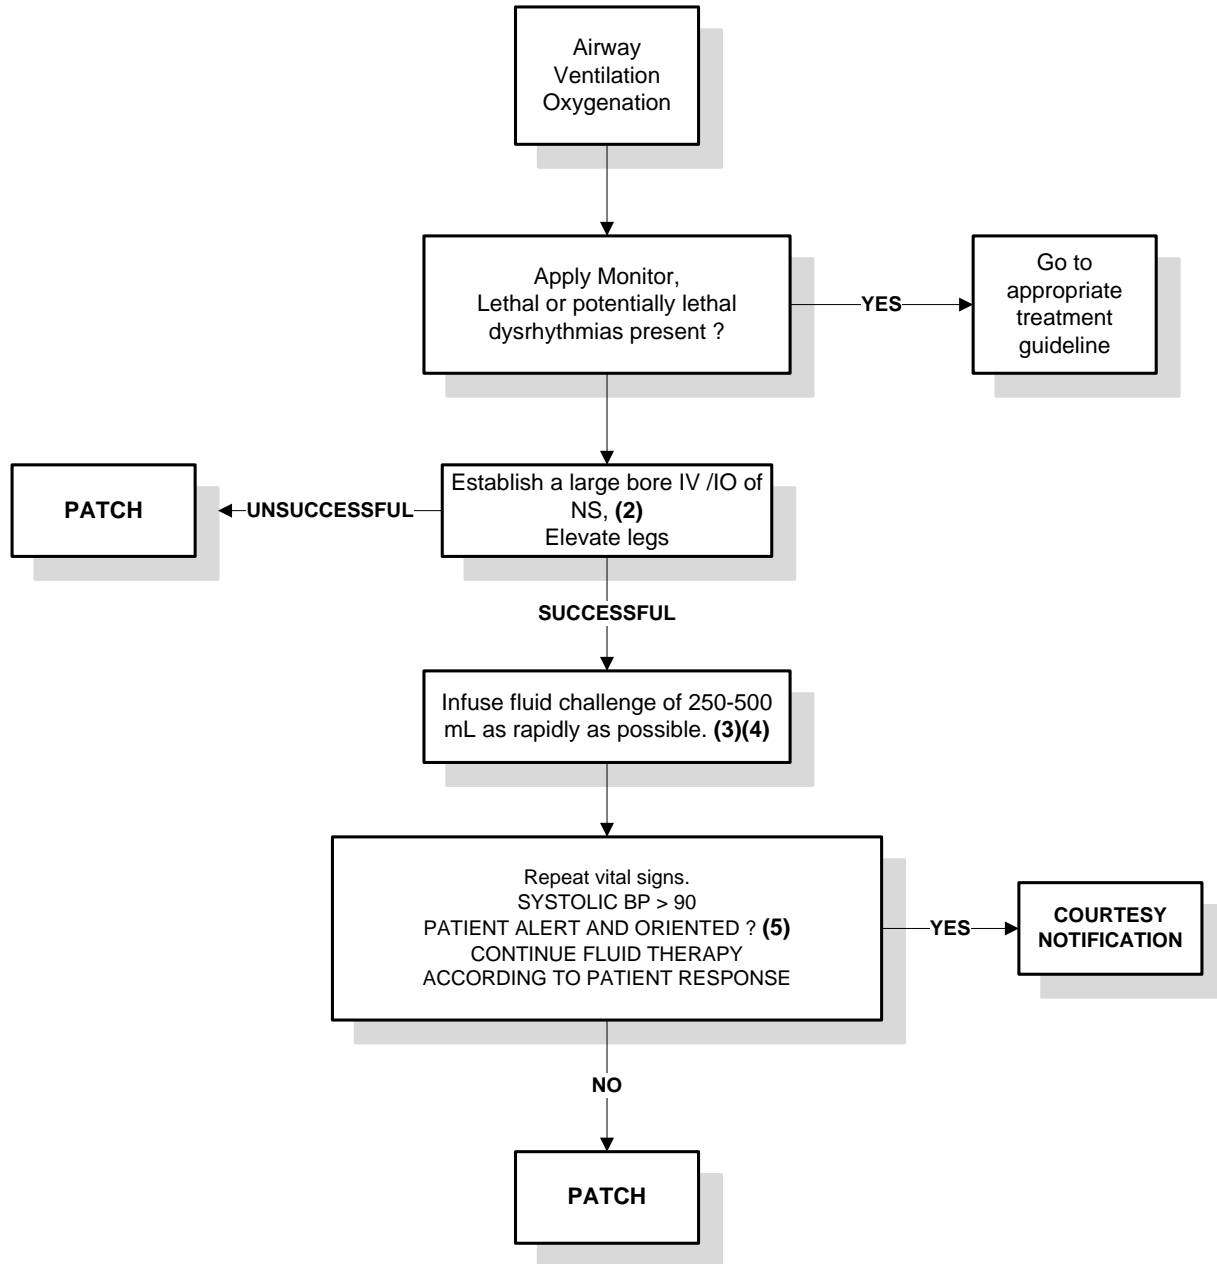 Airway
Ventilation
Oxygenation
Apply Monitor,
Lethal or potentially lethal
dysrhythmias present ?
YES
Go to
appropriate
treatment
guideline
Establish a large bore IV /IO of
NS, (2)
Elevate legs
UNSUCCESSFUL
PATCH
SUCCESSFUL
Infuse fluid challenge of 250-500
mL as rapidly as possible. (3)(4)
Repeat vital signs.
SYSTOLIC BP > 90
PATIENT ALERT AND ORIENTED ? (5)
CONTINUE FLUID THERAPY
ACCORDING TO PATIENT RESPONSE
YES
COURTESY
NOTIFICATION
NO
PATCH